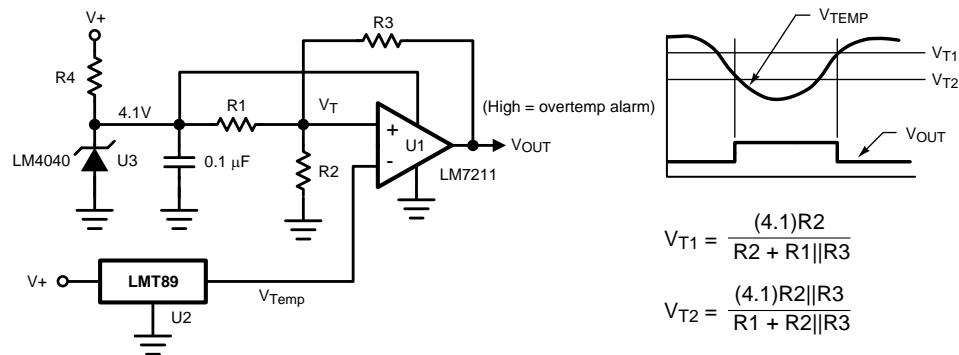 V+
R3
R4
VTEMP
VT1
VT2
4.1V
R1
VT
U1
(High = overtemp alarm)
VOUT
+
-
LM4040
U3
0.1 µF
R2
LM7211
VOUT
V+
LMT89
VTemp
U2
VT1 = (4.1)R2
R2 + R1||R3
VT2 = (4.1)R2||R3
R1 + R2||R3